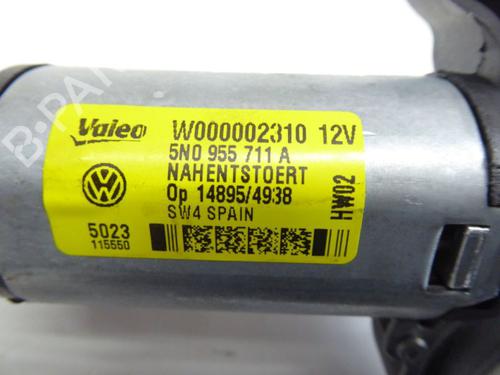 Valeo W000002310 12V
5N0 955 711 A
NAHENTSTOERT
Op 14895/4938
SW4 SPAIN
HW02
5023
115550
B-PARTS